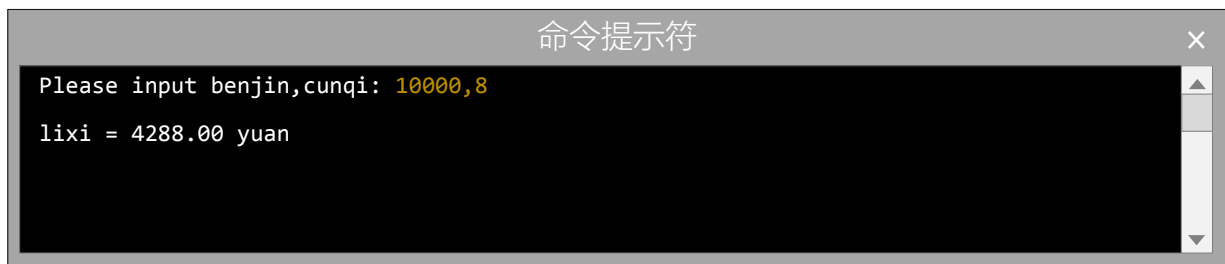 命令提示符
Please input benjin,cunqi: 10000,8
lixi = 4288.00 yuan